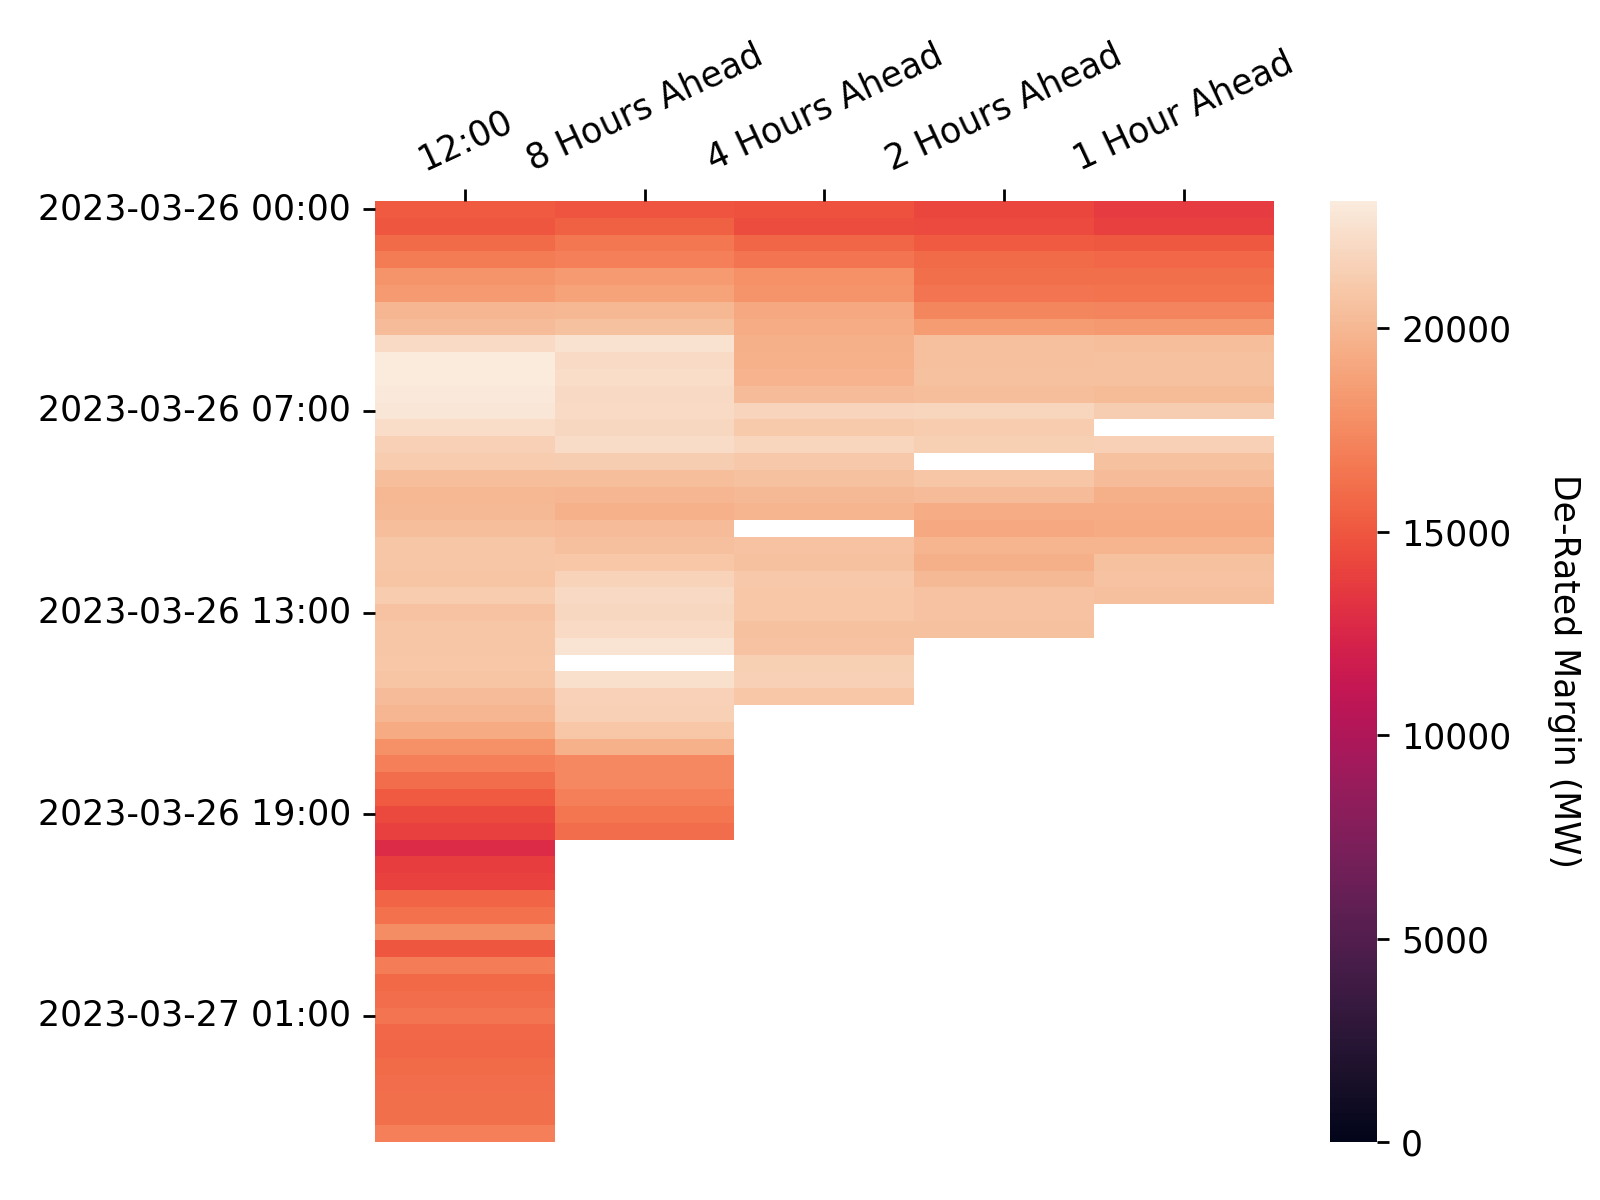 12:00
8 Hours Ahead
4 Hours Ahead
2 Hours Ahead
1 Hour Ahead
2023-03-26 00:00
2023-03-26 07:00
2023-03-26 13:00
2023-03-26 19:00
2023-03-27 01:00
20000
15000
10000
5000
0
De-Rated Margin (MW)